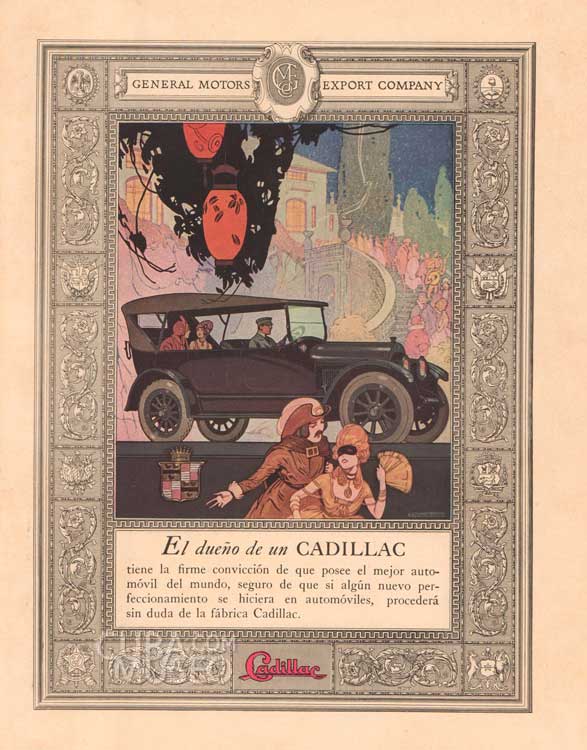 GENERAL MOTORS EXPORT COMPANY
El dueño de un CADILLAC
tiene la firme convicción de que posee el mejor auto-
móvil del mundo, seguro de que si algún nuevo per-
feccionamiento se hiciera en automóviles, procederá
sin duda de la fábrica Cadillac.
Cadillac